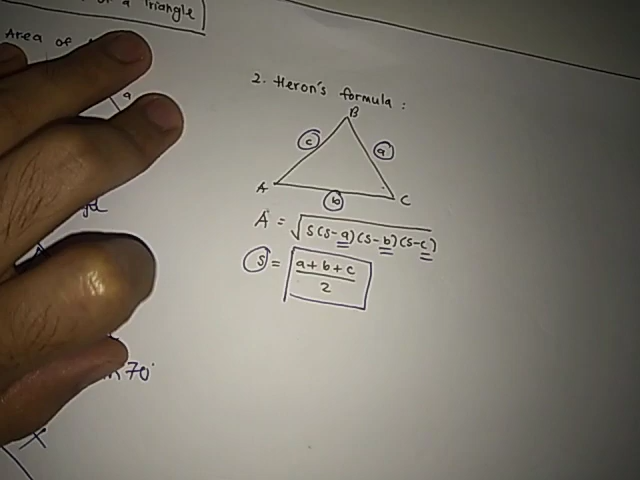 a Triangle
Area of
a
2. Heron's formula :
B
c
a
A
b
C
A = √s(s-a)(s-b)(s-c)
s = a+b+c
2
70°